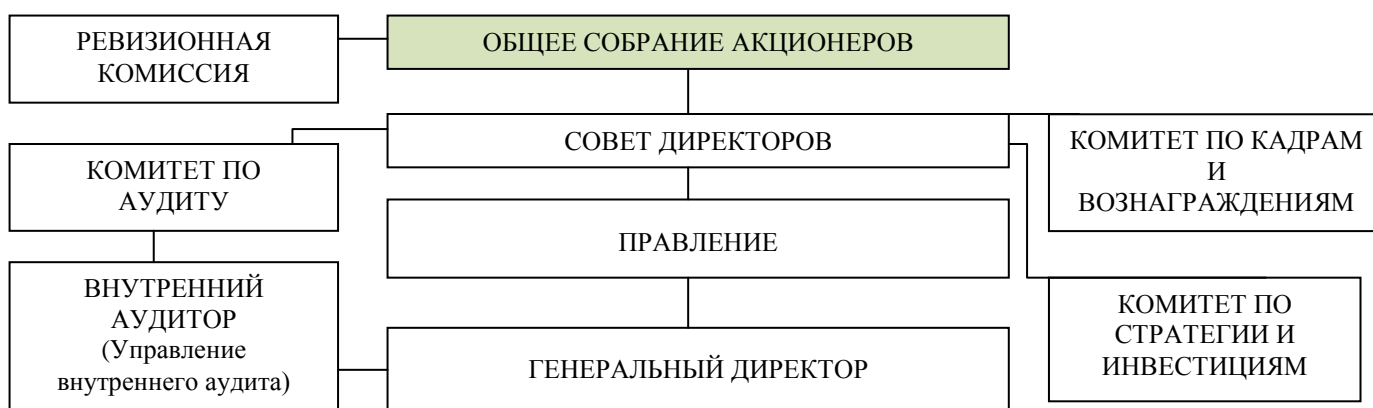 РЕВИЗИОННАЯ
КОМИССИЯ
ОБЩЕЕ СОБРАНИЕ АКЦИОНЕРОВ
СОВЕТ ДИРЕКТОРОВ
КОМИТЕТ ПО
АУДИТУ
КОМИТЕТ ПО КАДРАМ
И
ВОЗНАГРАЖДЕНИЯМ
ПРАВЛЕНИЕ
ВНУТРЕННИЙ
АУДИТОР
(Управление
внутреннего аудита)
ГЕНЕРАЛЬНЫЙ ДИРЕКТОР
КОМИТЕТ ПО
СТРАТЕГИИ И
ИНВЕСТИЦИЯМ